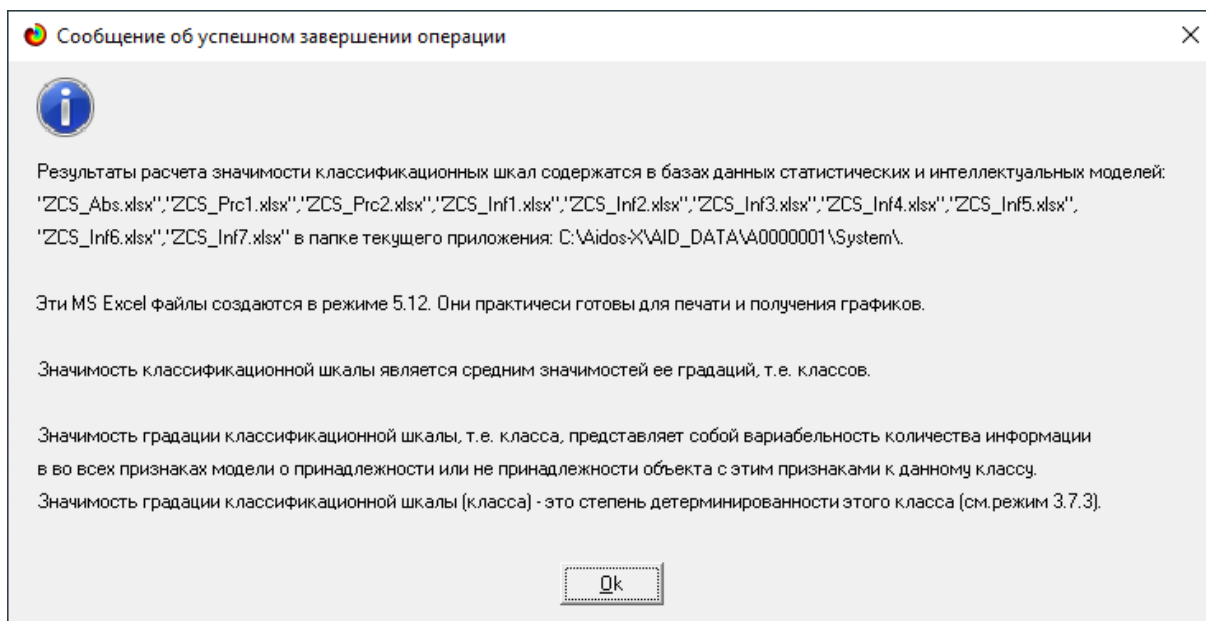 Сообщение об успешном завершении операции
Результаты расчета значимости классификационных шкал содержатся в базах данных статистических и интеллектуальных моделей:
"ZCS_Abs.xlsx","ZCS_Prc1.xlsx","ZCS_Prc2.xlsx","ZCS_Inf1.xlsx","ZCS_Inf2.xlsx","ZCS_Inf3.xlsx","ZCS_Inf4.xlsx","ZCS_Inf5.xlsx",
"ZCS_Inf6.xlsx","ZCS_Inf7.xlsx" в папке текущего приложения: C:\Aidos-X\AID_DATA\A0000001\System\.
Эти MS Excel файлы создаются в режиме 5.12. Они практичеси готовы для печати и получения графиков.
Значимость классификационной шкалы является средним значимостей ее градаций, т.е. классов.
Значимость градации классификационной шкалы, т.е. класса, представляет собой вариабельность количества информации
в во всех признаках модели о принадлежности или не принадлежности объекта с этим признаками к данному классу.
Значимость градации классификационной шкалы (класса) - это степень детерминированности этого класса (см.режим 3.7.3).
Ok